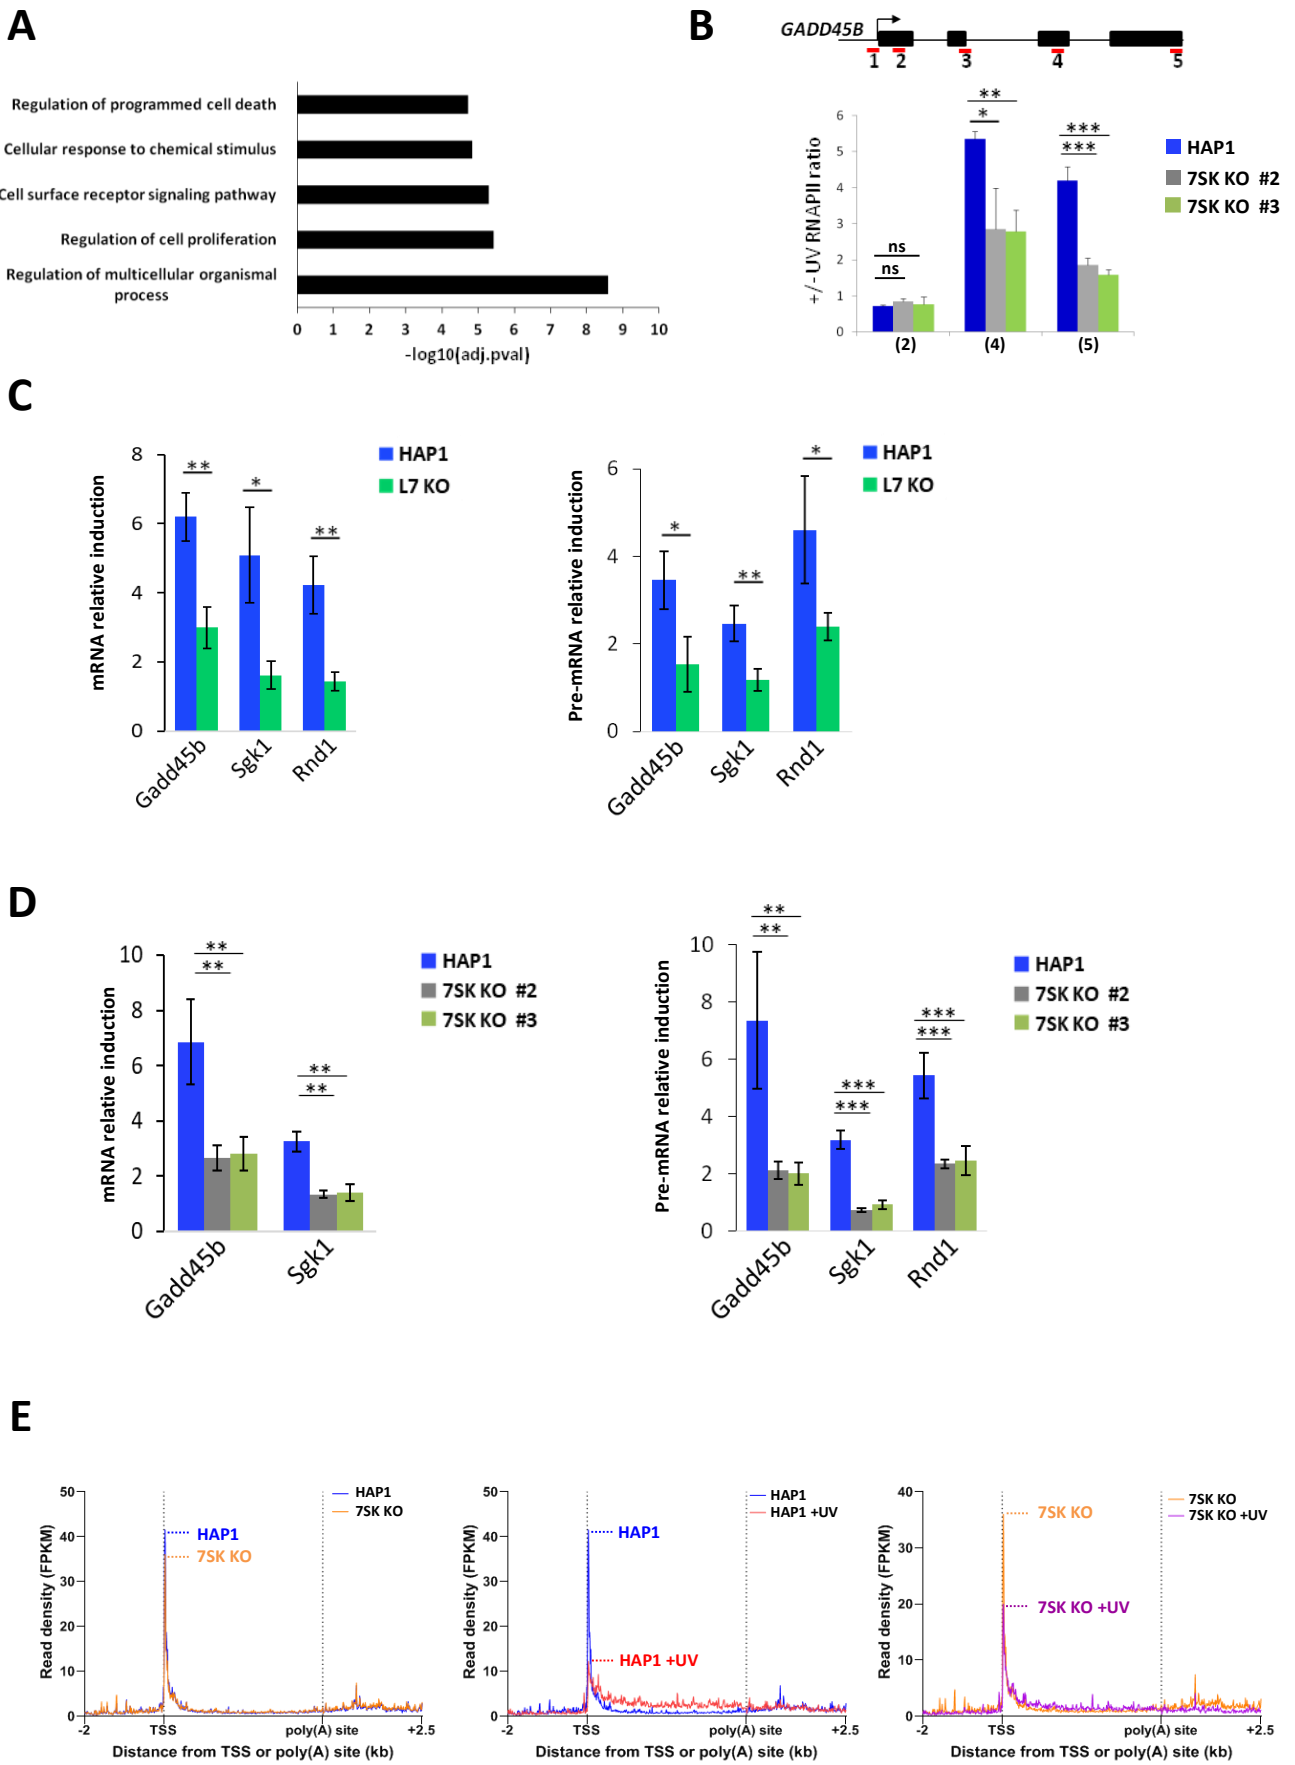 A
Regulation of programmed cell death
Cellular response to chemical stimulus
Cell surface receptor signaling pathway
Regulation of cell proliferation
Regulation of multicellular organismal
process
0 1 2 3 4 5 6 7 8 9 10
-log10(adj.pval)
B
GADD45B
1 2 3 4 5
+/- UV RNAPII ratio
6
5
4
3
2
1
0
ns
ns
**
*
***
***
(2) (4) (5)
HAP1
7SK KO #2
7SK KO #3
C
mRNA relative induction
8
6
4
2
0
**
*
**
Gadd45b Sgk1 Rnd1
HAP1
L7 KO
Pre-mRNA relative induction
6
4
2
0
*
**
*
Gadd45b Sgk1 Rnd1
HAP1
L7 KO
D
mRNA relative induction
10
8
6
4
2
0
**
**
**
**
Gadd45b Sgk1
HAP1
7SK KO #2
7SK KO #3
Pre-mRNA relative induction
10
8
6
4
2
0
**
**
***
***
***
***
Gadd45b Sgk1 Rnd1
HAP1
7SK KO #2
7SK KO #3
E
Read density (FPKM)
50
40
30
20
10
0
HAP1
7SK KO
HAP1
7SK KO
-2 TSS poly(A) site +2.5
Distance from TSS or poly(A) site (kb)
Read density (FPKM)
50
40
30
20
10
0
HAP1
HAP1 +UV
HAP1
HAP1 +UV
-2 TSS poly(A) site +2.5
Distance from TSS or poly(A) site (kb)
Read density (FPKM)
40
30
20
10
0
7SK KO
7SK KO +UV
7SK KO
7SK KO +UV
-2 TSS poly(A) site +2.5
Distance from TSS or poly(A) site (kb)